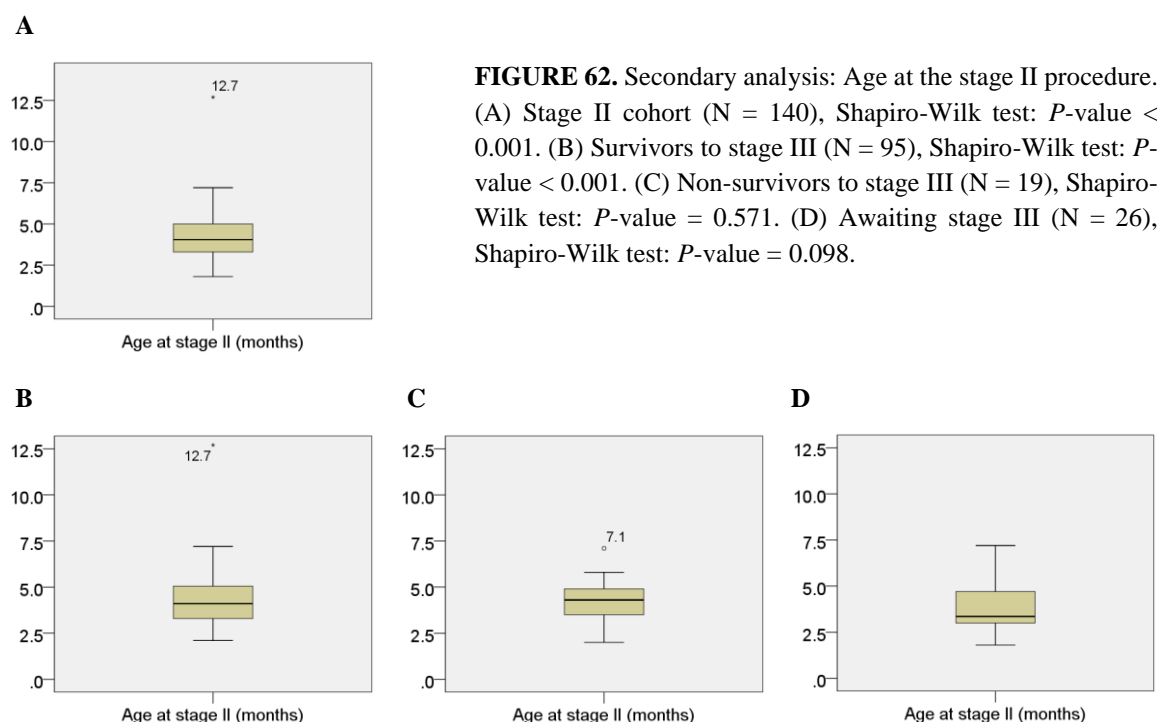 A
12.7
12.5
10.0
7.5
5.0
2.5
.0
Age at stage II (months)
FIGURE 62. Secondary analysis: Age at the stage II procedure.
(A) Stage II cohort (N = 140), Shapiro-Wilk test: P-value <
0.001. (B) Survivors to stage III (N = 95), Shapiro-Wilk test: P-
value < 0.001. (C) Non-survivors to stage III (N = 19), Shapiro-
Wilk test: P-value = 0.571. (D) Awaiting stage III (N = 26),
Shapiro-Wilk test: P-value = 0.098.
B
12.5
12.7
10.0
7.5
5.0
2.5
.0
Age at stage II (months)
C
12.5
10.0
7.5
7.1
5.0
2.5
.0
Age at stage II (months)
D
12.5
10.0
7.5
5.0
2.5
.0
Age at stage II (months)